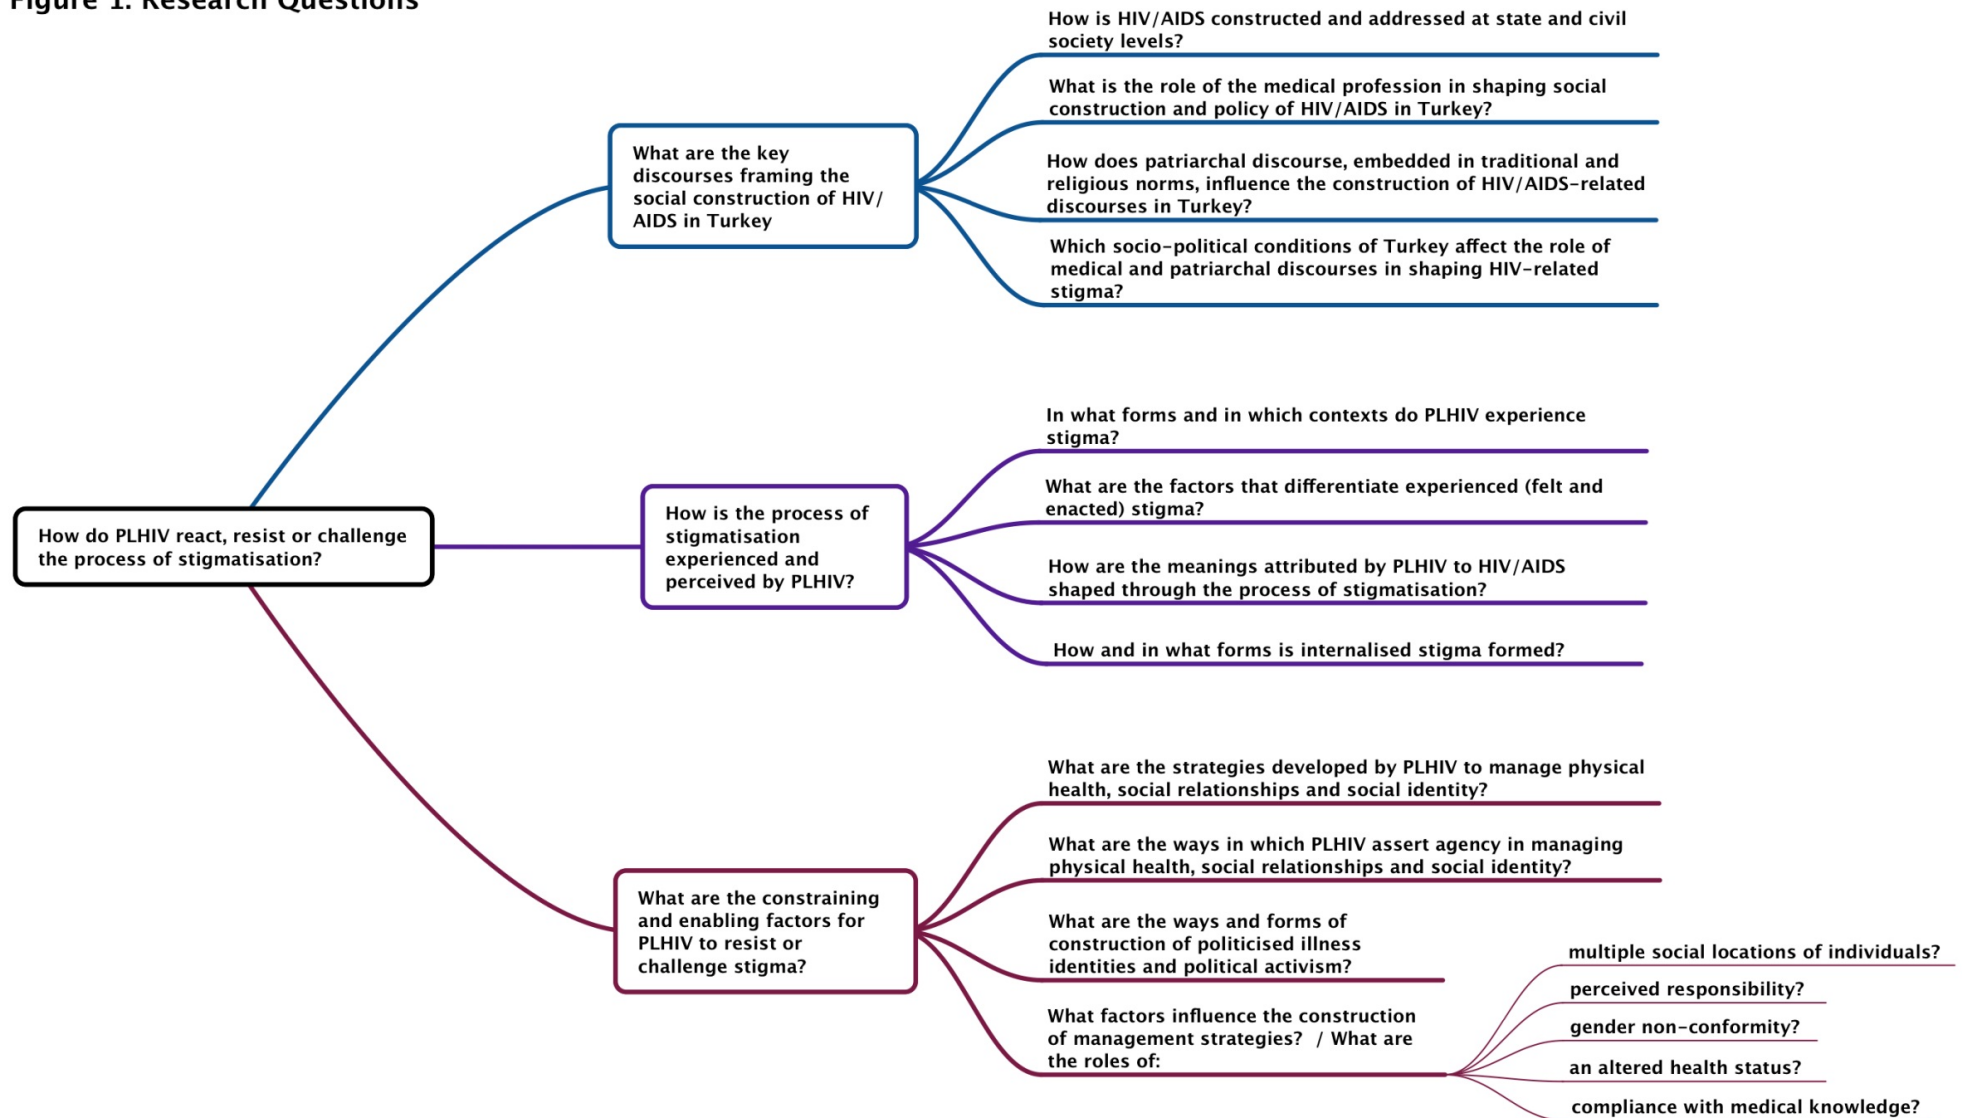 Figure 1. Research Questions
How do PLHIV react, resist or challenge
the process of stigmatisation?
What are the key
discourses framing the
social construction of HIV/
AIDS in Turkey
How is HIV/AIDS constructed and addressed at state and civil
society levels?
What is the role of the medical profession in shaping social
construction and policy of HIV/AIDS in Turkey?
How does patriarchal discourse, embedded in traditional and
religious norms, influence the construction of HIV/AIDS-related
discourses in Turkey?
Which socio-political conditions of Turkey affect the role of
medical and patriarchal discourses in shaping HIV-related
stigma?
How is the process of
stigmatisation
experienced and
perceived by PLHIV?
In what forms and in which contexts do PLHIV experience
stigma?
What are the factors that differentiate experienced (felt and
enacted) stigma?
How are the meanings attributed by PLHIV to HIV/AIDS
shaped through the process of stigmatisation?
How and in what forms is internalised stigma formed?
What are the constraining
and enabling factors for
PLHIV to resist or
challenge stigma?
What are the strategies developed by PLHIV to manage physical
health, social relationships and social identity?
What are the ways in which PLHIV assert agency in managing
physical health, social relationships and social identity?
What are the ways and forms of
construction of politicised illness
identities and political activism?
What factors influence the construction
of management strategies?  / What are
the roles of:
multiple social locations of individuals?
perceived responsibility?
gender non-conformity?
an altered health status?
compliance with medical knowledge?